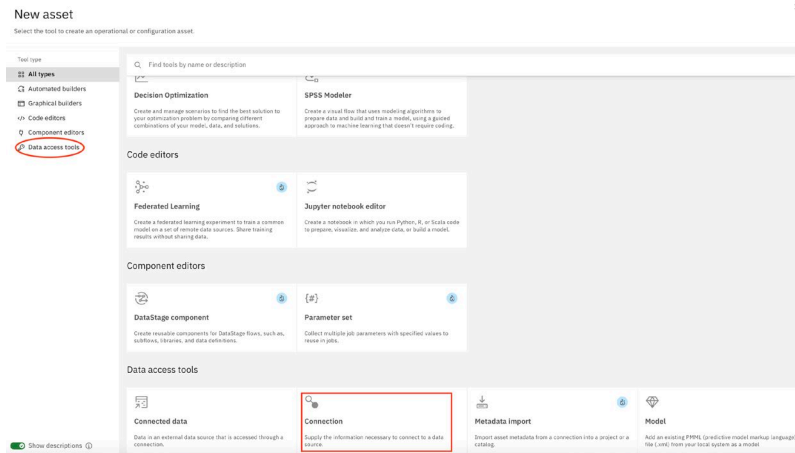 New asset
Select the tool to create an operational or configuration asset.
Tool type
All types
Automated builders
Graphical builders
Code editors
Component editors
Data access tools
Find tools by name or description
Decision Optimization
Create and manage scenarios to find the best solution to
your optimization problem by comparing different
combinations of your model, data, and solutions.
SPSS Modeler
Create a visual flow that uses modeling algorithms to
prepare data and build and train a model, using a guided
approach to machine learning that doesn't require coding.
Code editors
Federated Learning
Create a federated learning experiment to train a common
model on a set of remote data sources. Share training
results without sharing data.
Jupyter notebook editor
Create a notebook in which you run Python, R, or Scala code
to prepare, visualize, and analyze data, or build a model.
Component editors
DataStage component
Create reusable components for DataStage flows, such as,
subflows, libraries, and data definitions.
{#}
Parameter set
Collect multiple job parameters with specified values to
reuse in jobs.
Data access tools
Connected data
Data in an external data source that is accessed through a
connection.
Connection
Supply the information necessary to connect to a data
source.
Metadata import
Import asset metadata from a connection into a project or a
catalog.
Model
Add an existing PMML (predictive model markup language)
file (.xml) from your local system as a model
Show descriptions